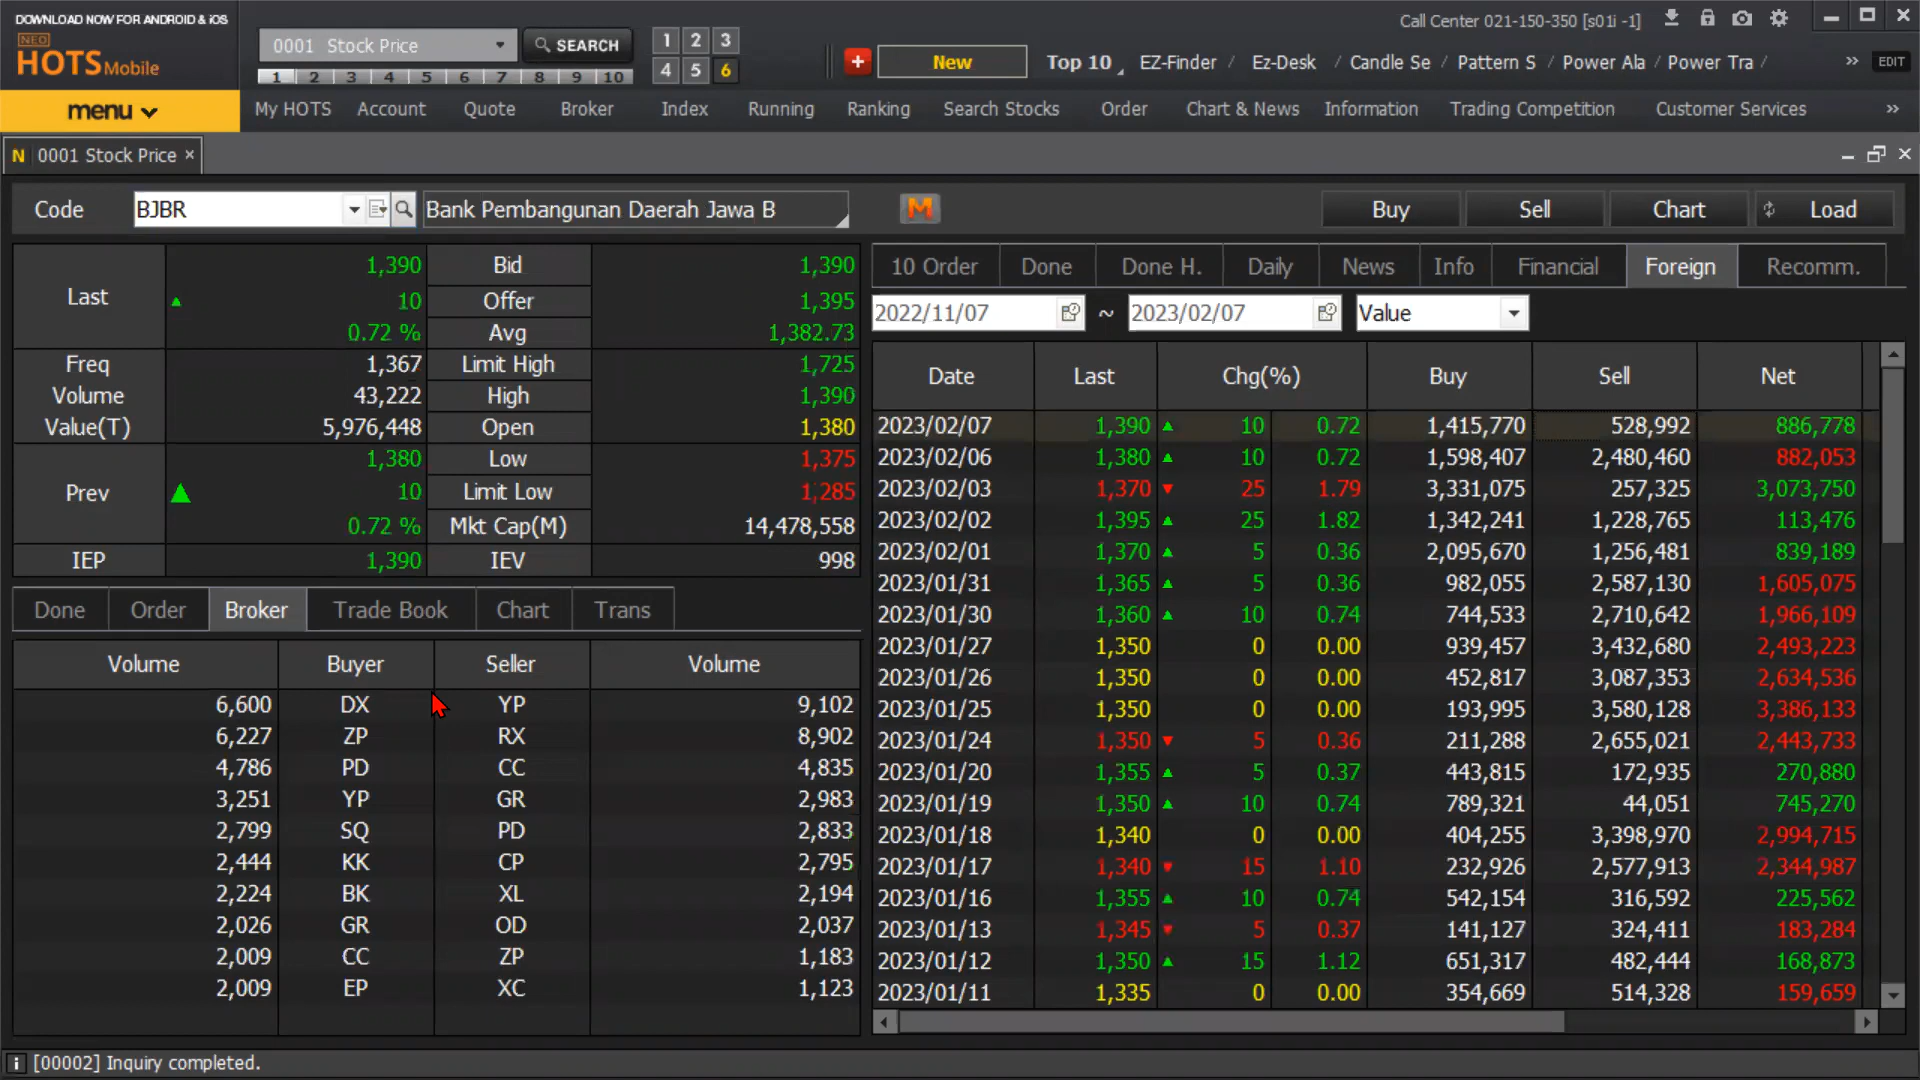 DOWNLOAD NOW FOR ANDROID & iOS
NEO
HOTS Mobile
0001 Stock Price
SEARCH
1 2 3 4 5 6 7 8 9 10
1 2 3
4 5 6
New
Call Center 021-150-350 [s01i -1]
Top 10 EZ-Finder / Ez-Desk / Candle Se / Pattern S / Power Ala / Power Tra / » EDIT
menu
My HOTS Account Quote Broker Index Running Ranking Search Stocks Order Chart & News Information Trading Competition Customer Services »
N 0001 Stock Price ×
Code BJBR Bank Pembangunan Daerah Jawa B M Buy Sell Chart Load
Last 1,390 Bid 1,390
▲ 10 Offer 1,395
0.72 % Avg 1,382.73
Freq 1,367 Limit High 1,725
Volume 43,222 High 1,390
Value(T) 5,976,448 Open 1,380
Prev 1,380 Low 1,375
▲ 10 Limit Low 1,285
0.72 % Mkt Cap(M) 14,478,558
IEP 1,390 IEV 998
Done Order Broker Trade Book Chart Trans
Volume Buyer Seller Volume
6,600 DX YP 9,102
6,227 ZP RX 8,902
4,786 PD CC 4,835
3,251 YP GR 2,983
2,799 SQ PD 2,833
2,444 KK CP 2,795
2,224 BK XL 2,194
2,026 GR OD 2,037
2,009 CC ZP 1,183
2,009 EP XC 1,123
10 Order Done Done H. Daily News Info Financial Foreign Recomm.
2022/11/07 ~ 2023/02/07 Value
Date Last Chg(%) Buy Sell Net
2023/02/07 1,390 ▲ 10 0.72 1,415,770 528,992 886,778
2023/02/06 1,380 ▲ 10 0.72 1,598,407 2,480,460 882,053
2023/02/03 1,370 ▼ 25 1.79 3,331,075 257,325 3,073,750
2023/02/02 1,395 ▲ 25 1.82 1,342,241 1,228,765 113,476
2023/02/01 1,370 ▲ 5 0.36 2,095,670 1,256,481 839,189
2023/01/31 1,365 ▲ 5 0.36 982,055 2,587,130 1,605,075
2023/01/30 1,360 ▲ 10 0.74 744,533 2,710,642 1,966,109
2023/01/27 1,350 0 0.00 939,457 3,432,680 2,493,223
2023/01/26 1,350 0 0.00 452,817 3,087,353 2,634,536
2023/01/25 1,350 0 0.00 193,995 3,580,128 3,386,133
2023/01/24 1,350 ▼ 5 0.36 211,288 2,655,021 2,443,733
2023/01/20 1,355 ▲ 5 0.37 443,815 172,935 270,880
2023/01/19 1,350 ▲ 10 0.74 789,321 44,051 745,270
2023/01/18 1,340 0 0.00 404,255 3,398,970 2,994,715
2023/01/17 1,340 ▼ 15 1.10 232,926 2,577,913 2,344,987
2023/01/16 1,355 ▲ 10 0.74 542,154 316,592 225,562
2023/01/13 1,345 ▼ 5 0.37 141,127 324,411 183,284
2023/01/12 1,350 ▲ 15 1.12 651,317 482,444 168,873
2023/01/11 1,335 0 0.00 354,669 514,328 159,659
[00002] Inquiry completed.